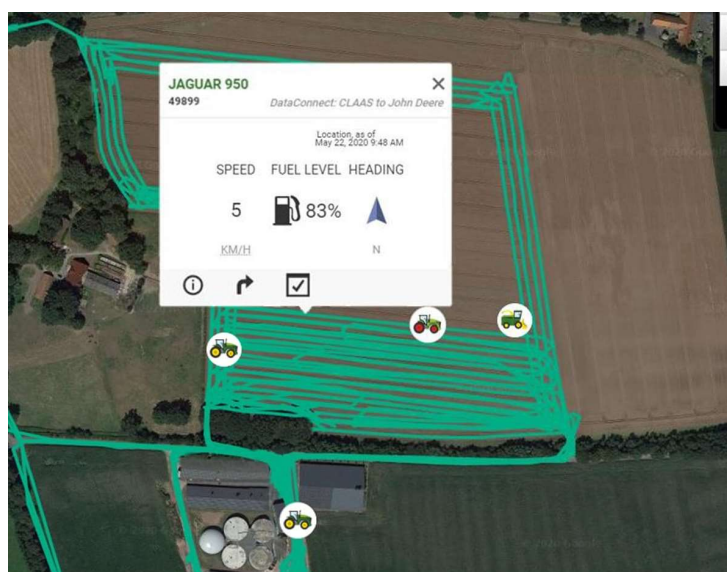 JAGUAR 950
49899
DataConnect: CLAAS to John Deere
Location, as of
May 22, 2020 9:48 AM
SPEED FUEL LEVEL HEADING
5 83%
KM/H N